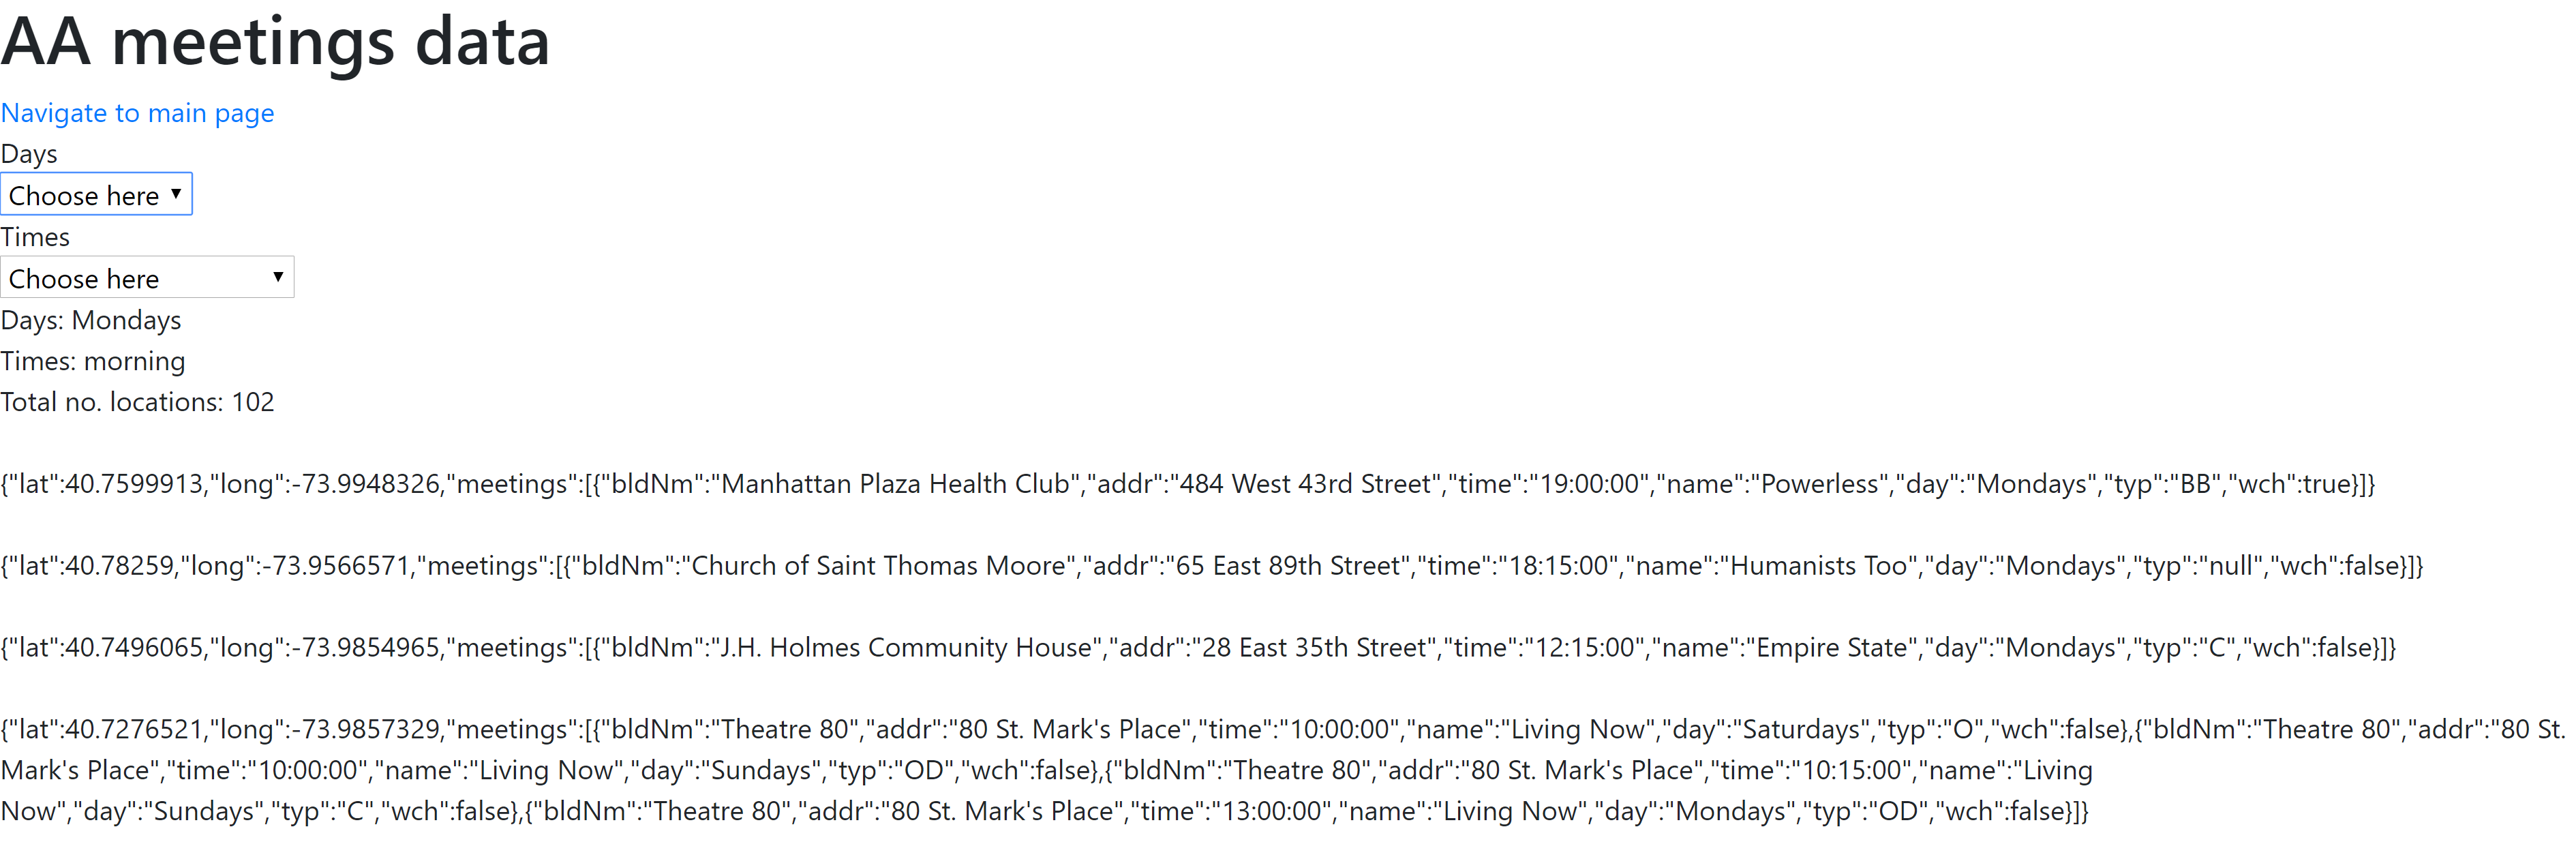 AA meetings data
Navigate to main page
Days
Choose here
Times
Choose here
Days: Mondays
Times: morning
Total no. locations: 102
{"lat":40.7599913,"long":-73.9948326,"meetings":[{"bldNm":"Manhattan Plaza Health Club","addr":"484 West 43rd Street","time":"19:00:00","name":"Powerless","day":"Mondays","typ":"BB","wch":true}]}
{"lat":40.78259,"long":-73.9566571,"meetings":[{"bldNm":"Church of Saint Thomas Moore","addr":"65 East 89th Street","time":"18:15:00","name":"Humanists Too","day":"Mondays","typ":"null","wch":false}]}
{"lat":40.7496065,"long":-73.9854965,"meetings":[{"bldNm":"J.H. Holmes Community House","addr":"28 East 35th Street","time":"12:15:00","name":"Empire State","day":"Mondays","typ":"C","wch":false}]}
{"lat":40.7276521,"long":-73.9857329,"meetings":[{"bldNm":"Theatre 80","addr":"80 St. Mark's Place","time":"10:00:00","name":"Living Now","day":"Saturdays","typ":"O","wch":false},{"bldNm":"Theatre 80","addr":"80 St.
Mark's Place","time":"10:00:00","name":"Living Now","day":"Sundays","typ":"OD","wch":false},{"bldNm":"Theatre 80","addr":"80 St. Mark's Place","time":"10:15:00","name":"Living
Now","day":"Sundays","typ":"C","wch":false},{"bldNm":"Theatre 80","addr":"80 St. Mark's Place","time":"13:00:00","name":"Living Now","day":"Mondays","typ":"OD","wch":false}]}